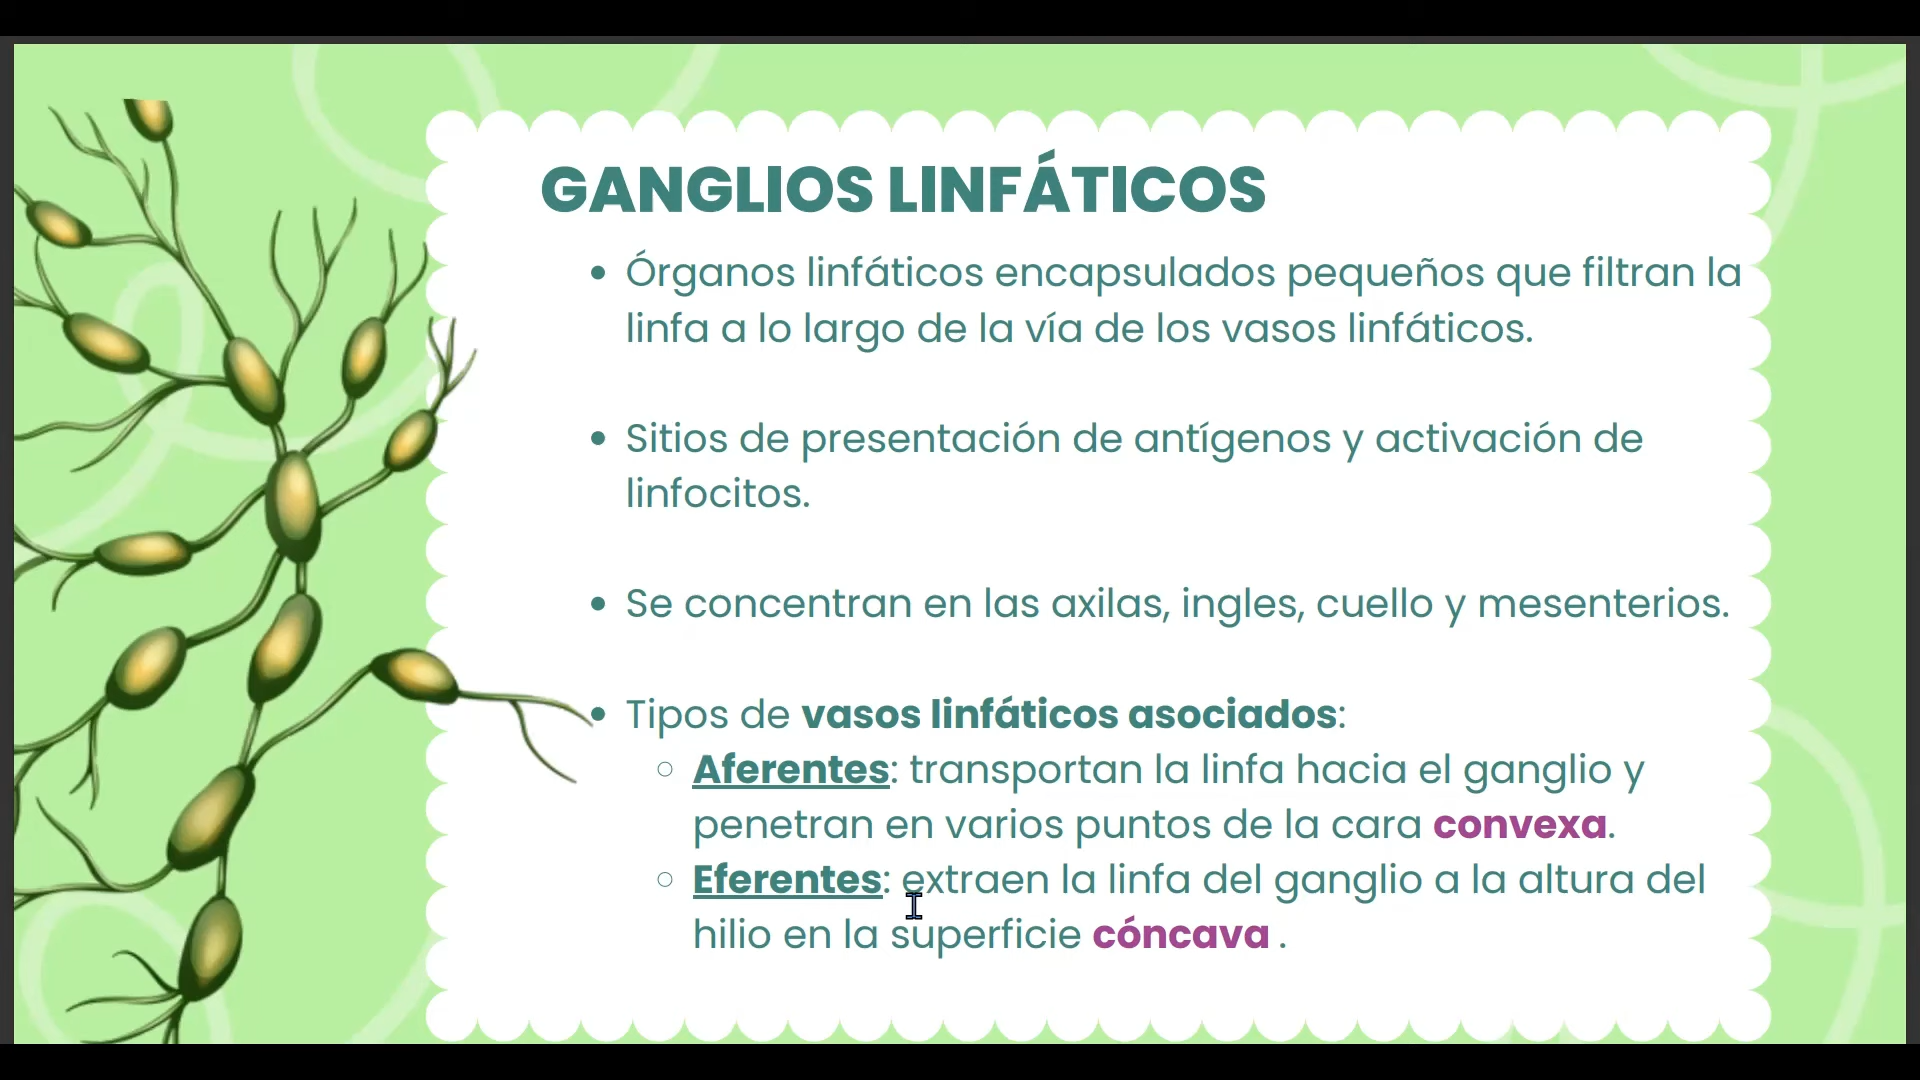 GANGLIOS LINFÁTICOS
• Órganos linfáticos encapsulados pequeños que filtran la
linfa a lo largo de la vía de los vasos linfáticos.
• Sitios de presentación de antígenos y activación de
linfocitos.
• Se concentran en las axilas, ingles, cuello y mesenterios.
• Tipos de vasos linfáticos asociados:
○ Aferentes: transportan la linfa hacia el ganglio y
penetran en varios puntos de la cara convexa.
○ Eferentes: extraen la linfa del ganglio a la altura del
hilio en la superficie cóncava .